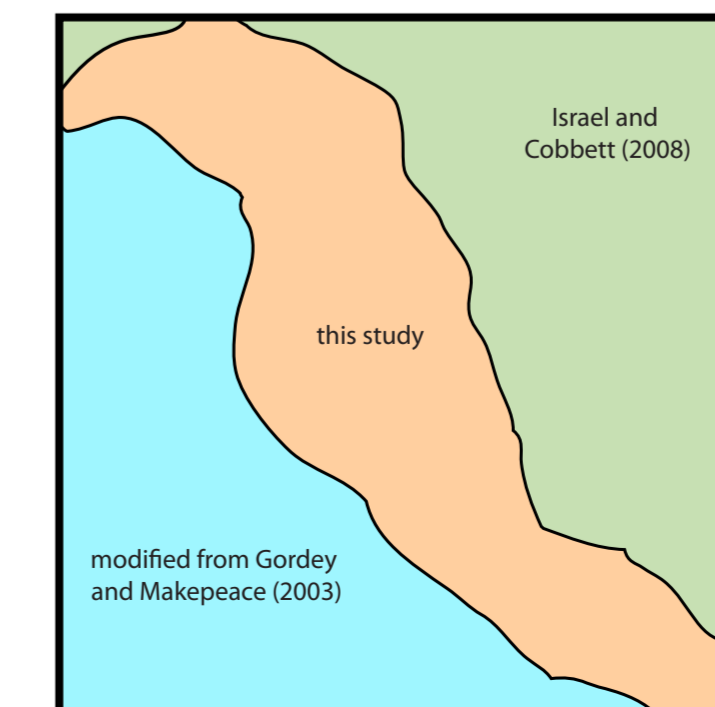 Israel and
Cobbett (2008)
this study
modified from Gordey
and Makepeace (2003)